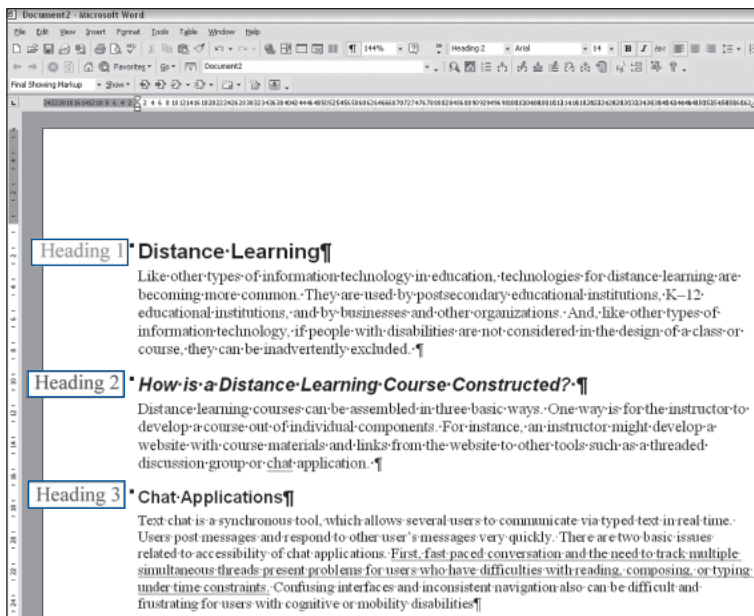 Document2 - Microsoft Word
File Edit View Insert Format Tools Table Window Help
144% Heading 2 Arial 14 B I
Favorites Go Document2
Final Showing Markup Show
Heading 1
Distance·Learning¶
Like·other·types·of·information·technology·in·education,·technologies·for·distance·learning·are·
becoming·more·common.·They·are·used·by·postsecondary·educational·institutions,·K–12·
educational·institutions,·and·by·businesses·and·other·organizations.·And,·like·other·types·of·
information·technology,·if·people·with·disabilities·are·not·considered·in·the·design·of·a·class·or·
course,·they·can·be·inadvertently·excluded.·¶
Heading 2
How·is·a·Distance·Learning·Course·Constructed?·¶
Distance·learning·courses·can·be·assembled·in·three·basic·ways.·One·way·is·for·the·instructor·to·
develop·a·course·out·of·individual·components.·For·instance,·an·instructor·might·develop·a·
website·with·course·materials·and·links·from·the·website·to·other·tools·such·as·a·threaded·
discussion·group·or·chat·application.·¶
Heading 3
Chat·Applications¶
Text·chat·is·a·synchronous·tool,·which·allows·several·users·to·communicate·via·typed·text·in·real·time.·
Users·post·messages·and·respond·to·other·user's·messages·very·quickly.·There·are·two·basic·issues·
related·to·accessibility·of·chat·applications.·First,·fast·paced·conversation·and·the·need·to·track·multiple·
simultaneous·threads·present·problems·for·users·who·have·difficulties·with·reading,·composing,·or·typing·
under·time·constraints.·Confusing·interfaces·and·inconsistent·navigation·also·can·be·difficult·and·
frustrating·for·users·with·cognitive·or·mobility·disabilities¶